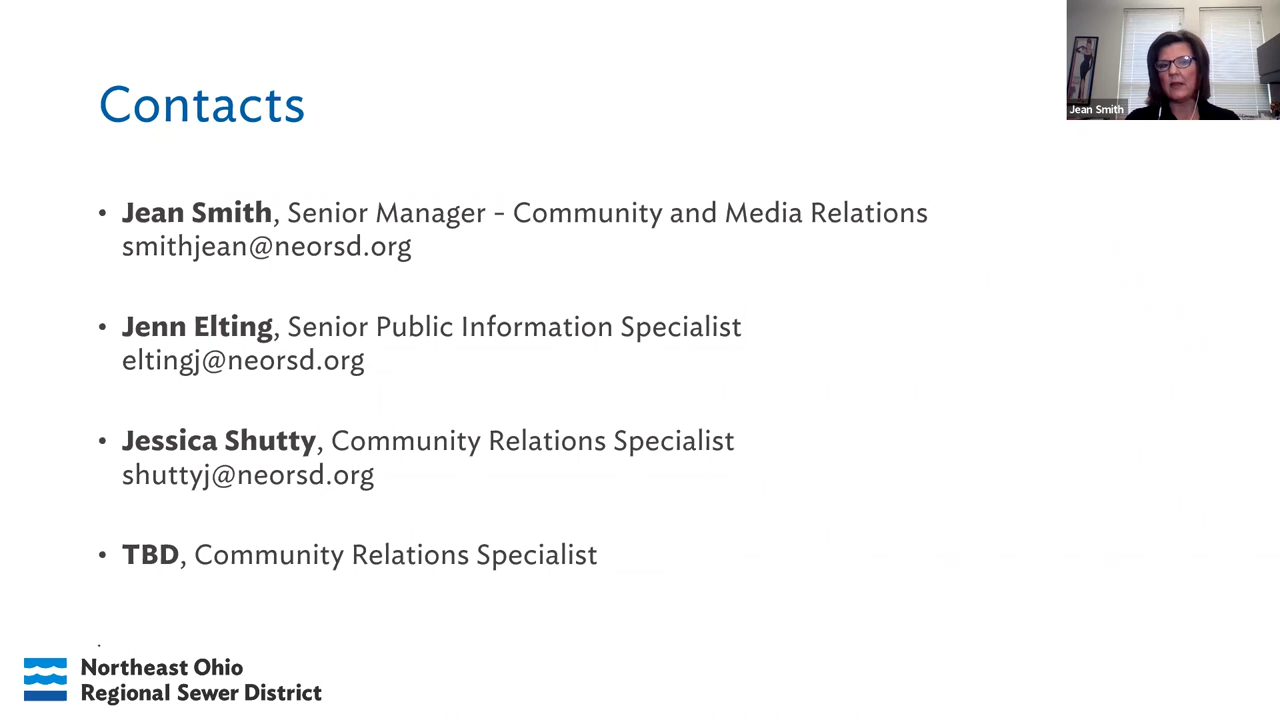 Contacts
Jean Smith
• Jean Smith, Senior Manager - Community and Media Relations
smithjean@neorsd.org
• Jenn Elting, Senior Public Information Specialist
eltingj@neorsd.org
• Jessica Shutty, Community Relations Specialist
shuttyj@neorsd.org
• TBD, Community Relations Specialist
.
Northeast Ohio
Regional Sewer District